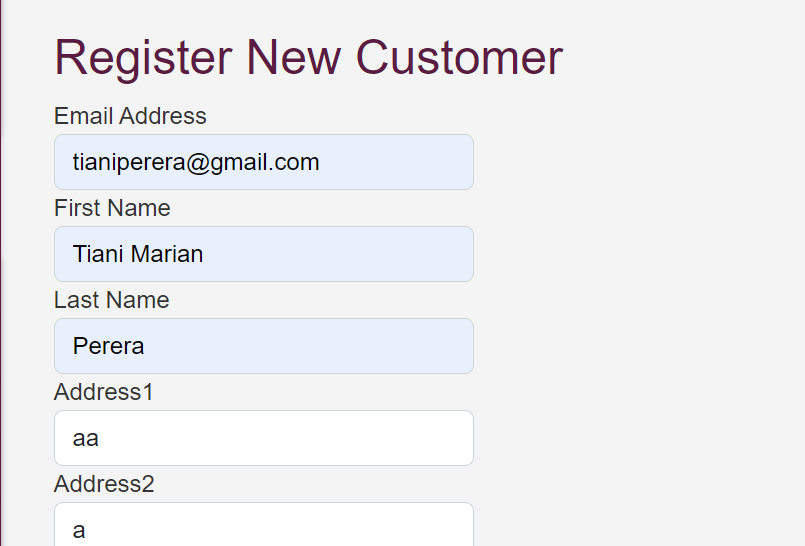 Register New Customer
Email Address
tianiperera@gmail.com
First Name
Tiani Marian
Last Name
Perera
Address1
aa
Address2
a